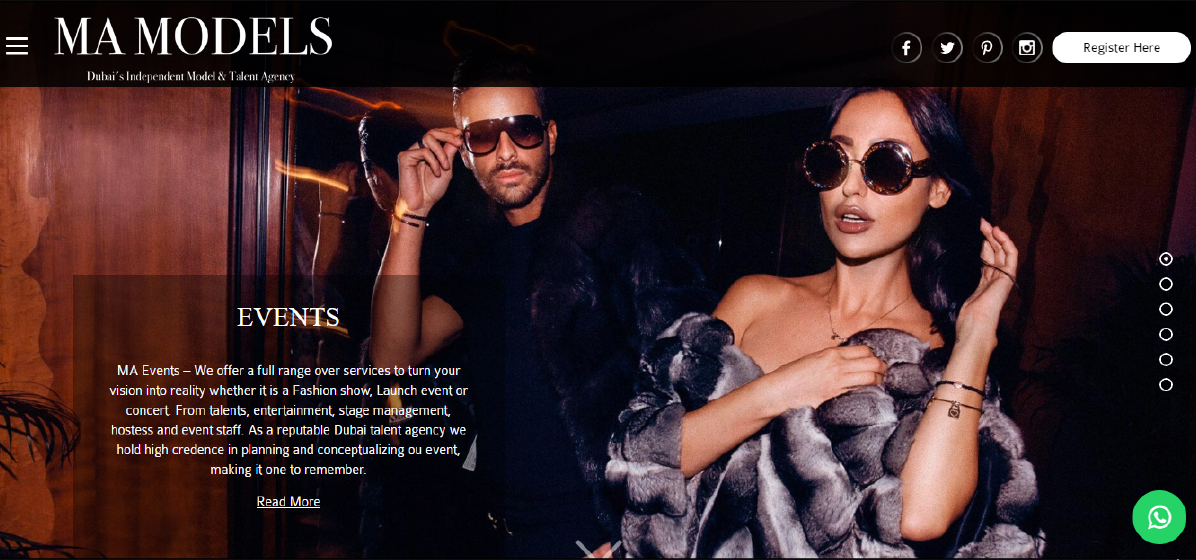 MA MODELS
Dubai's Independent Model & Talent Agency
Register Here
EVENTS
MA Events – We offer a full range over services to turn your
vision into reality whether it is a Fashion show, Launch event or
concert. From talents, entertainment, stage management,
hostess and event staff. As a reputable Dubai talent agency we
hold high credence in planning and conceptualizing ou event,
making it one to remember.
Read More